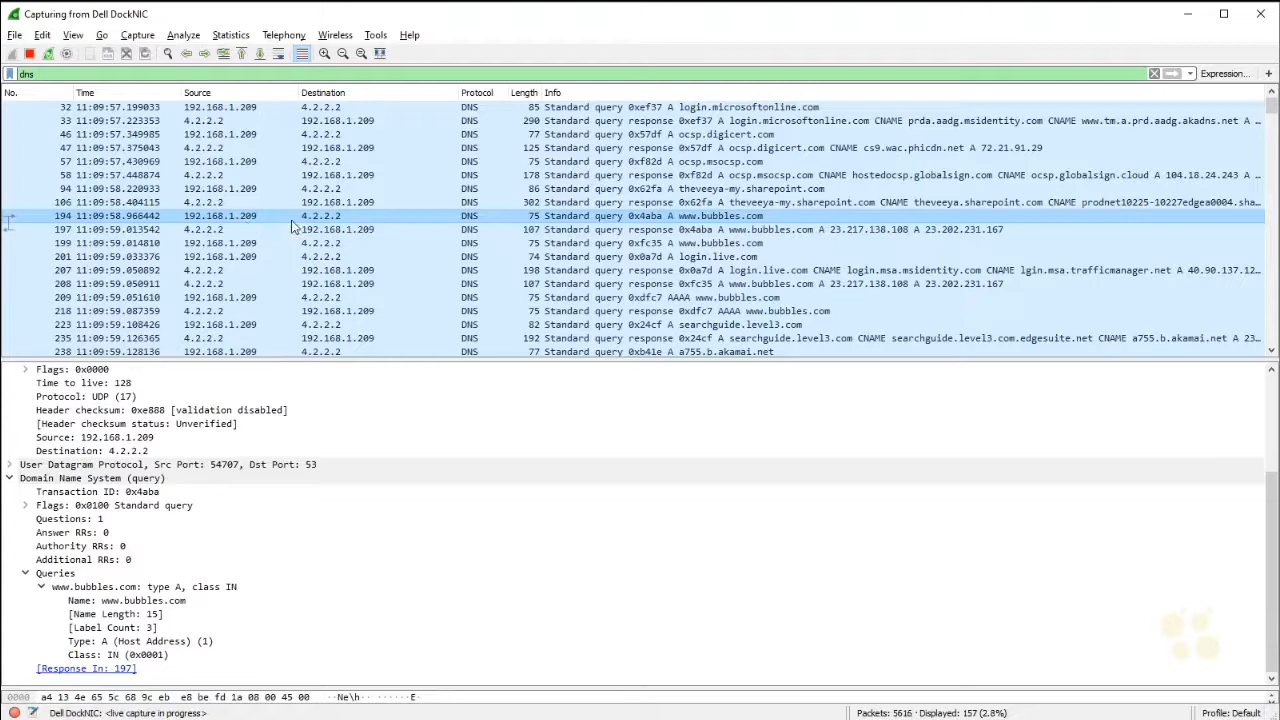 Capturing from Dell DockNIC
File Edit View Go Capture Analyze Statistics Telephony Wireless Tools Help
dns Expression... +
No. Time Source Destination Protocol Length Info
32 11:09:57.199033 192.168.1.209 4.2.2.2 DNS 85 Standard query 0xef37 A login.microsoftonline.com
33 11:09:57.223353 4.2.2.2 192.168.1.209 DNS 290 Standard query response 0xef37 A login.microsoftonline.com CNAME prda.aadg.msidentity.com CNAME www.tm.a.prd.aadg.akadns.net A …
46 11:09:57.349985 192.168.1.209 4.2.2.2 DNS 77 Standard query 0x57df A ocsp.digicert.com
47 11:09:57.375043 4.2.2.2 192.168.1.209 DNS 125 Standard query response 0x57df A ocsp.digicert.com CNAME cs9.wac.phicdn.net A 72.21.91.29
57 11:09:57.430969 192.168.1.209 4.2.2.2 DNS 75 Standard query 0xf82d A ocsp.msocsp.com
58 11:09:57.448874 4.2.2.2 192.168.1.209 DNS 178 Standard query response 0xf82d A ocsp.msocsp.com CNAME hostedocsp.globalsign.com CNAME ocsp.globalsign.cloud A 104.18.24.243 A …
94 11:09:58.220933 192.168.1.209 4.2.2.2 DNS 86 Standard query 0x62fa A theveeya-my.sharepoint.com
106 11:09:58.404115 4.2.2.2 192.168.1.209 DNS 302 Standard query response 0x62fa A theveeya-my.sharepoint.com CNAME theveeya.sharepoint.com CNAME prodnet10225-10227edgea0004.sha…
194 11:09:58.966442 192.168.1.209 4.2.2.2 DNS 75 Standard query 0x4aba A www.bubbles.com
197 11:09:59.013542 4.2.2.2 192.168.1.209 DNS 107 Standard query response 0x4aba A www.bubbles.com A 23.217.138.108 A 23.202.231.167
199 11:09:59.014810 192.168.1.209 4.2.2.2 DNS 75 Standard query 0xfc35 A www.bubbles.com
201 11:09:59.033376 192.168.1.209 4.2.2.2 DNS 74 Standard query 0x0a7d A login.live.com
207 11:09:59.050892 4.2.2.2 192.168.1.209 DNS 198 Standard query response 0x0a7d A login.live.com CNAME login.msa.msidentity.com CNAME lgin.msa.trafficmanager.net A 40.90.137.12…
208 11:09:59.050911 4.2.2.2 192.168.1.209 DNS 107 Standard query response 0xfc35 A www.bubbles.com A 23.217.138.108 A 23.202.231.167
209 11:09:59.051610 192.168.1.209 4.2.2.2 DNS 75 Standard query 0xdfc7 AAAA www.bubbles.com
218 11:09:59.087359 4.2.2.2 192.168.1.209 DNS 75 Standard query response 0xdfc7 AAAA www.bubbles.com
223 11:09:59.108426 192.168.1.209 4.2.2.2 DNS 82 Standard query 0x24cf A searchguide.level3.com
235 11:09:59.126365 4.2.2.2 192.168.1.209 DNS 192 Standard query response 0x24cf A searchguide.level3.com CNAME searchguide.level3.com.edgesuite.net CNAME a755.b.akamai.net A 23…
238 11:09:59.128136 192.168.1.209 4.2.2.2 DNS 77 Standard query 0xb41e A a755.b.akamai.net
Flags: 0x0000
Time to live: 128
Protocol: UDP (17)
Header checksum: 0xe888 [validation disabled]
[Header checksum status: Unverified]
Source: 192.168.1.209
Destination: 4.2.2.2
User Datagram Protocol, Src Port: 54707, Dst Port: 53
Domain Name System (query)
Transaction ID: 0x4aba
Flags: 0x0100 Standard query
Questions: 1
Answer RRs: 0
Authority RRs: 0
Additional RRs: 0
Queries
www.bubbles.com: type A, class IN
Name: www.bubbles.com
[Name Length: 15]
[Label Count: 3]
Type: A (Host Address) (1)
Class: IN (0x0001)
[Response In: 197]
0000 a4 13 4e 65 5c 68 9c eb e8 be fd 1a 08 00 45 00 ··Ne\h·· ······E·
Dell DockNIC: <live capture in progress> Packets: 5616 · Displayed: 157 (2.8%) Profile: Default